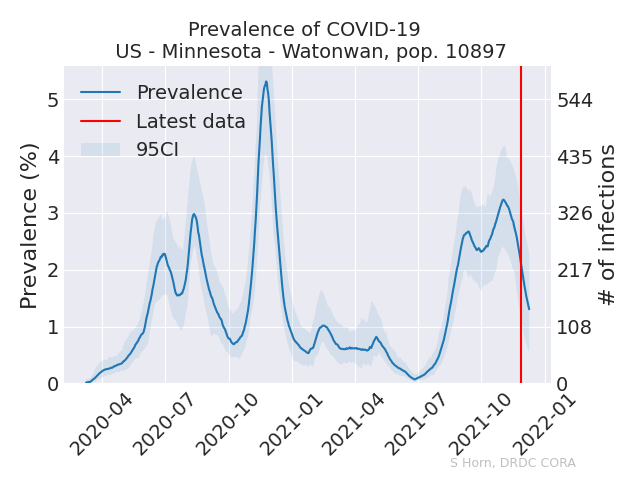 Prevalence of COVID-19
US - Minnesota - Watonwan, pop. 10897
Prevalence
Latest data
95CI
Prevalence (%)
5
4
3
2
1
0
# of infections
544
435
326
217
108
0
2020-04
2020-07
2020-10
2021-01
2021-04
2021-07
2021-10
2022-01
S Horn, DRDC CORA